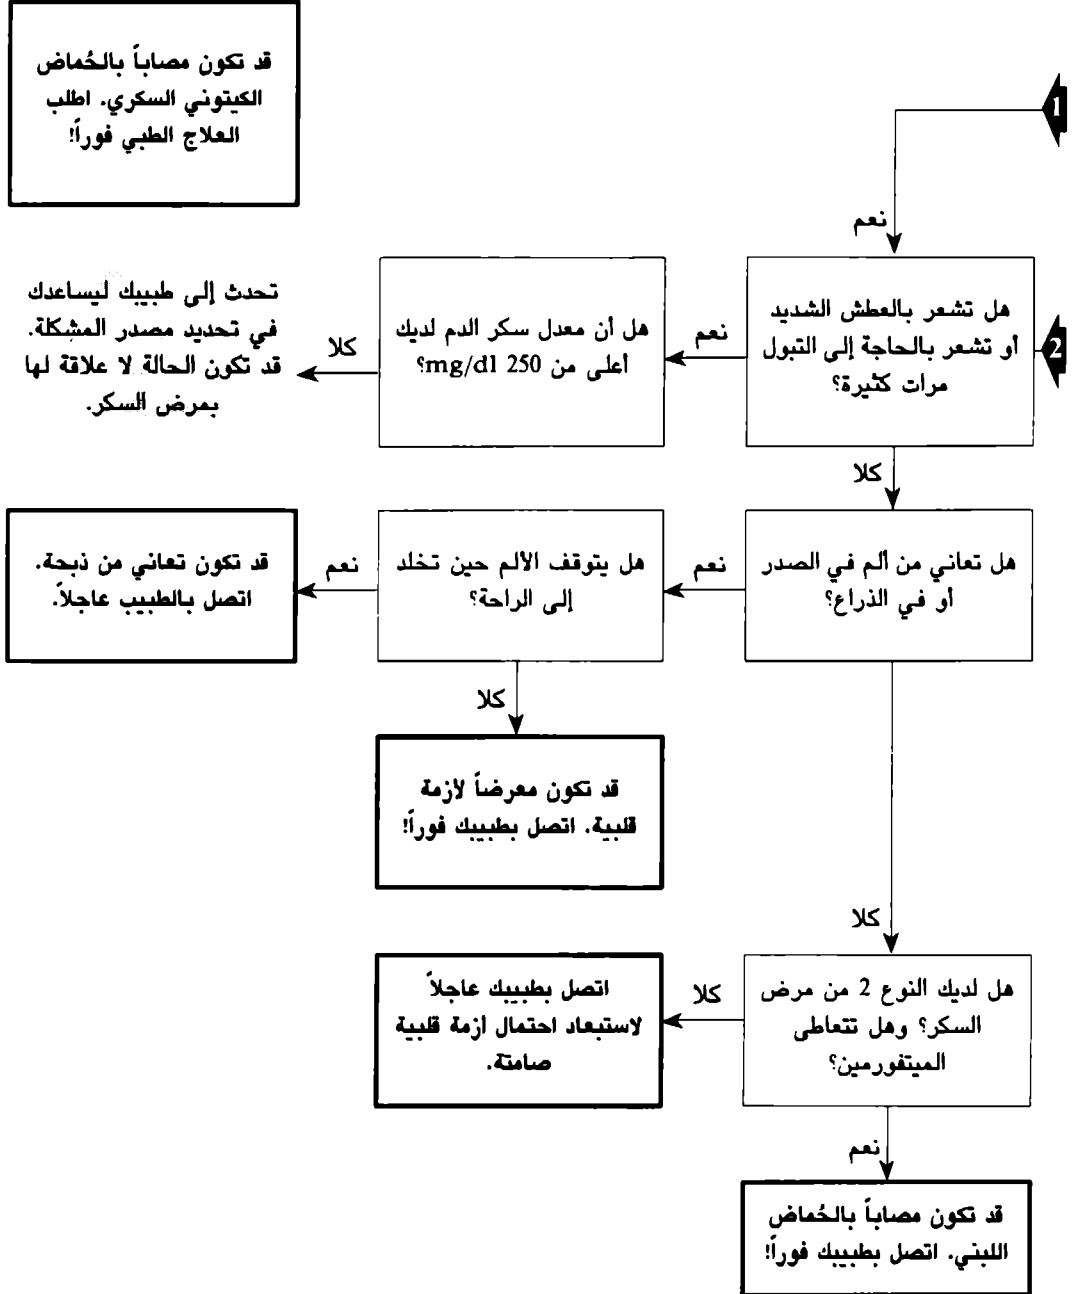 1
قد تكون مصاباً بالحُماض
الكيتوني السكري. اطلب
العلاج الطبي فوراً!
نعم
2
هل تشعر بالعطش الشديد
أو تشعر بالحاجة إلى التبول
مرات كثيرة؟
نعم
هل أن معدل سكر الدم لديك
أعلى من 250 mg/dl؟
كلا
تحدث إلى طبيبك ليساعدك
في تحديد مصدر المشكلة.
قد تكون الحالة لا علاقة لها
بمرض السكر.
كلا
هل تعاني من ألم في الصدر
أو في الذراع؟
نعم
هل يتوقف الألم حين تخلد
إلى الراحة؟
نعم
قد تكون تعاني من ذبحة.
اتصل بالطبيب عاجلاً.
كلا
قد تكون معرضاً لازمة
قلبية. اتصل بطبيبك فوراً!
كلا
هل لديك النوع 2 من مرض
السكر؟ وهل تتعاطى
الميتفورمين؟
كلا
اتصل بطبيبك عاجلاً
لاستبعاد احتمال ازمة قلبية
صامتة.
نعم
قد تكون مصاباً بالحُماض
اللبني. اتصل بطبيبك فوراً!